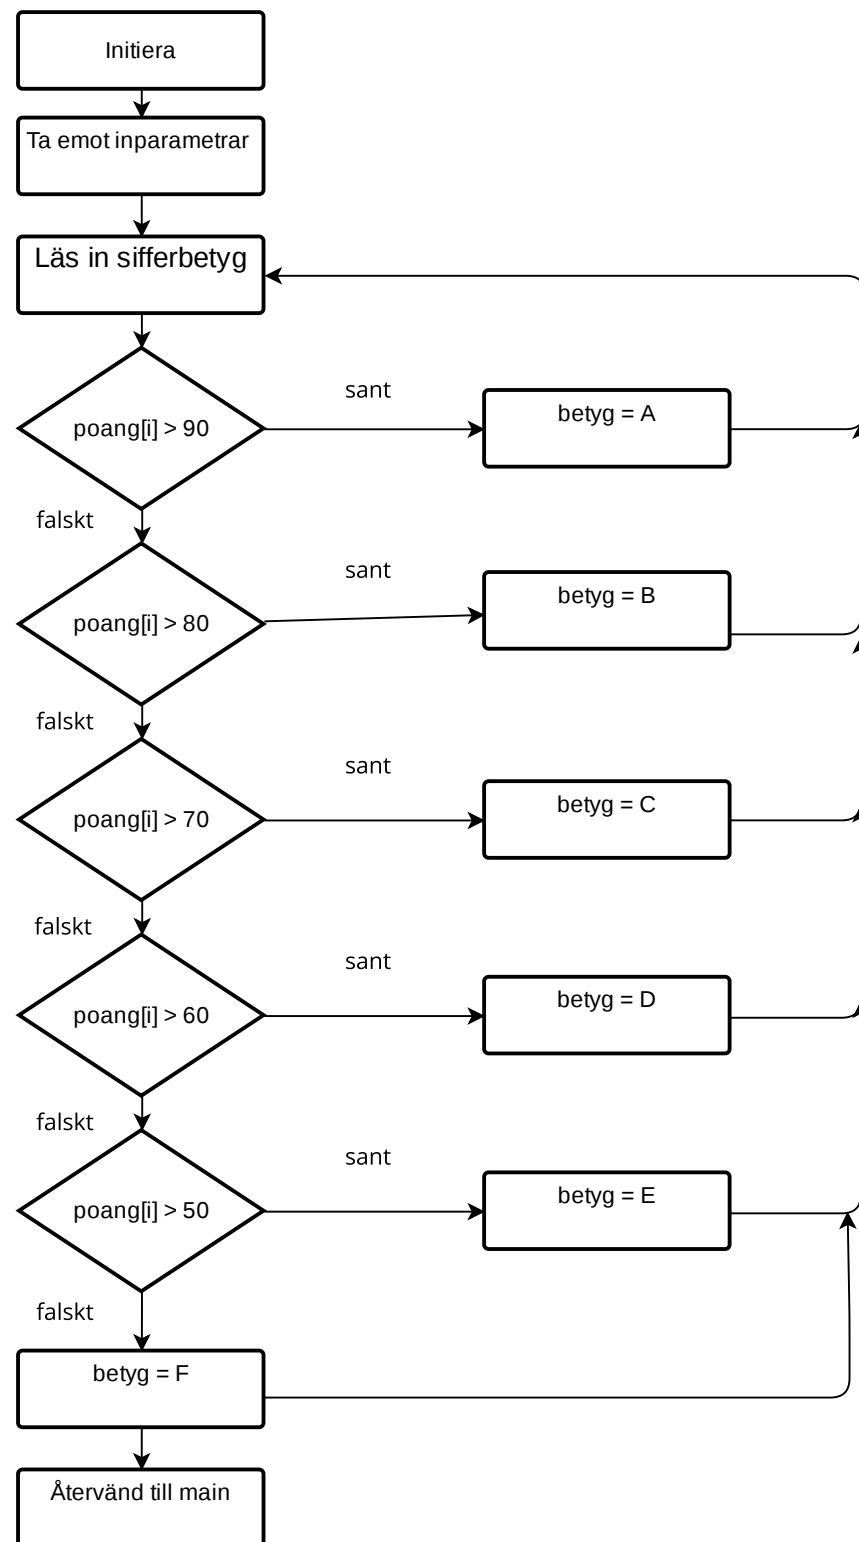 Initiera
Ta emot inparametrar
Läs in sifferbetyg
sant
poang[i] > 90
betyg = A
falskt
sant
poang[i] > 80
betyg = B
falskt
sant
poang[i] > 70
betyg = C
falskt
sant
poang[i] > 60
betyg = D
falskt
sant
poang[i] > 50
betyg = E
falskt
betyg = F
Återvänd till main